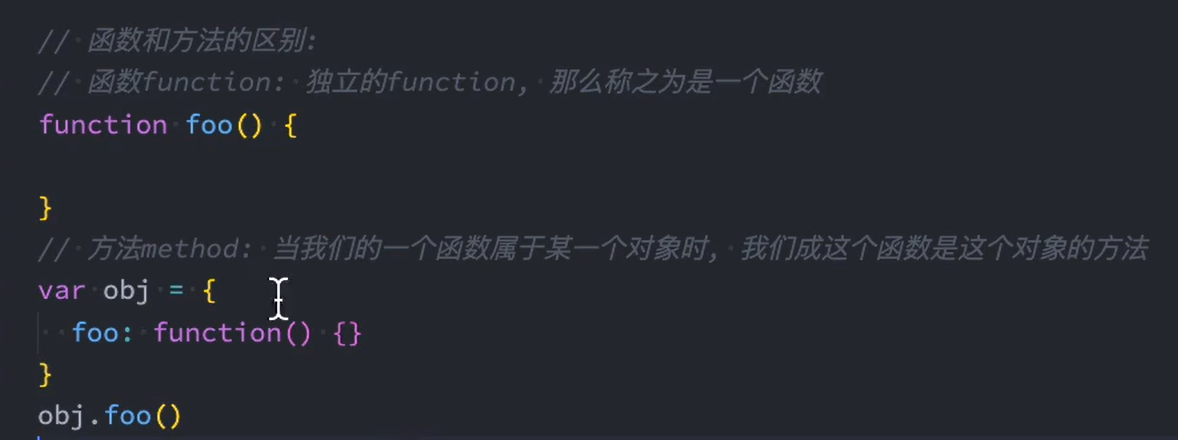 // 函数和方法的区别:
// 函数function: 独立的function, 那么称之为是一个函数
function foo() {
}
// 方法method: 当我们的一个函数属于某一个对象时, 我们成这个函数是这个对象的方法
var obj = {
  foo: function() {}
}
obj.foo()